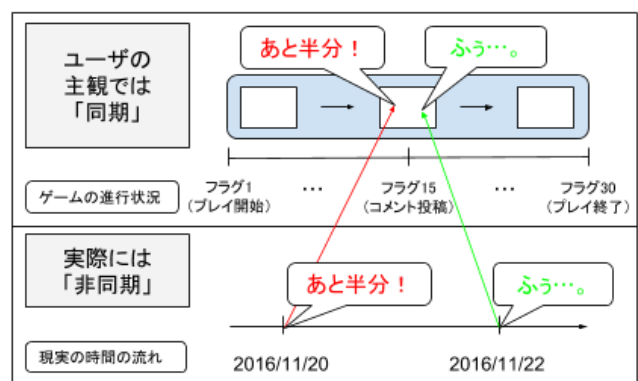 ユーザの
主観では
「同期」
あと半分！
ふぅ…。
ゲームの進行状況
フラグ1
(プレイ開始)
…
フラグ15
(コメント投稿)
…
フラグ30
(プレイ終了)
実際には
「非同期」
あと半分！
ふぅ…。
現実の時間の流れ
2016/11/20
2016/11/22